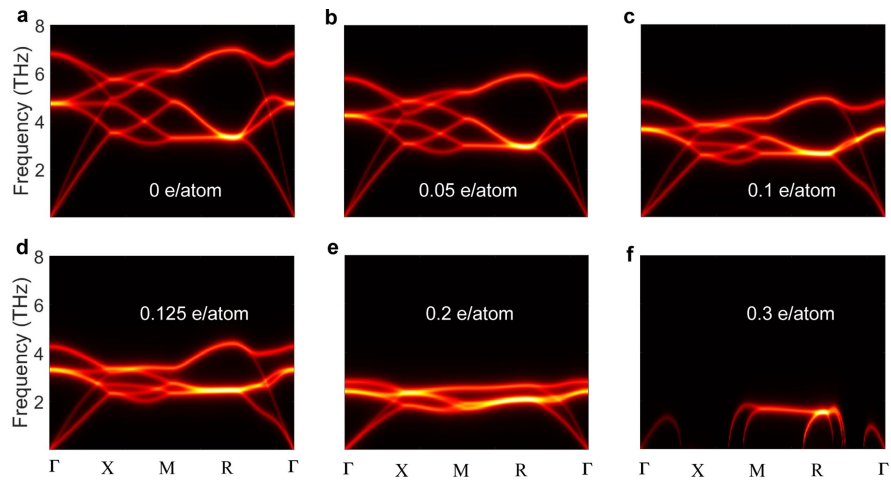 a
b
c
8
6
4
2
Frequency (THz)
0 e/atom
0.05 e/atom
0.1 e/atom
d
e
f
8
6
4
2
Frequency (THz)
0.125 e/atom
0.2 e/atom
0.3 e/atom
Γ X M R Γ
Γ X M R Γ
Γ X M R Γ